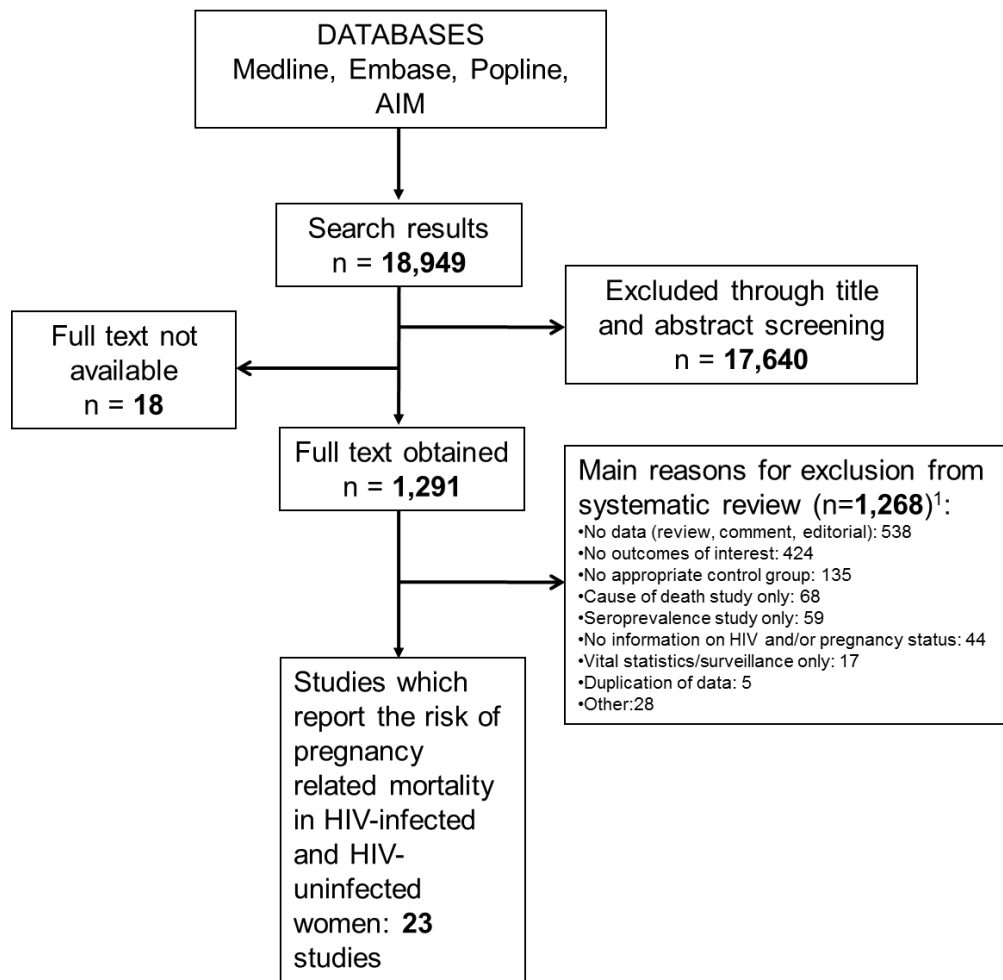 DATABASES
Medline, Embase, Popline,
AIM
Search results
n = 18,949
Excluded through title
and abstract screening
n = 17,640
Full text not
available
n = 18
Full text obtained
n = 1,291
Main reasons for exclusion from
systematic review (n=1,268)¹:
•No data (review, comment, editorial): 538
•No outcomes of interest: 424
•No appropriate control group: 135
•Cause of death study only: 68
•Seroprevalence study only: 59
•No information on HIV and/or pregnancy status: 44
•Vital statistics/surveillance only: 17
•Duplication of data: 5
•Other:28
Studies which
report the risk of
pregnancy
related mortality
in HIV-infected
and HIV-
uninfected
women: 23
studies